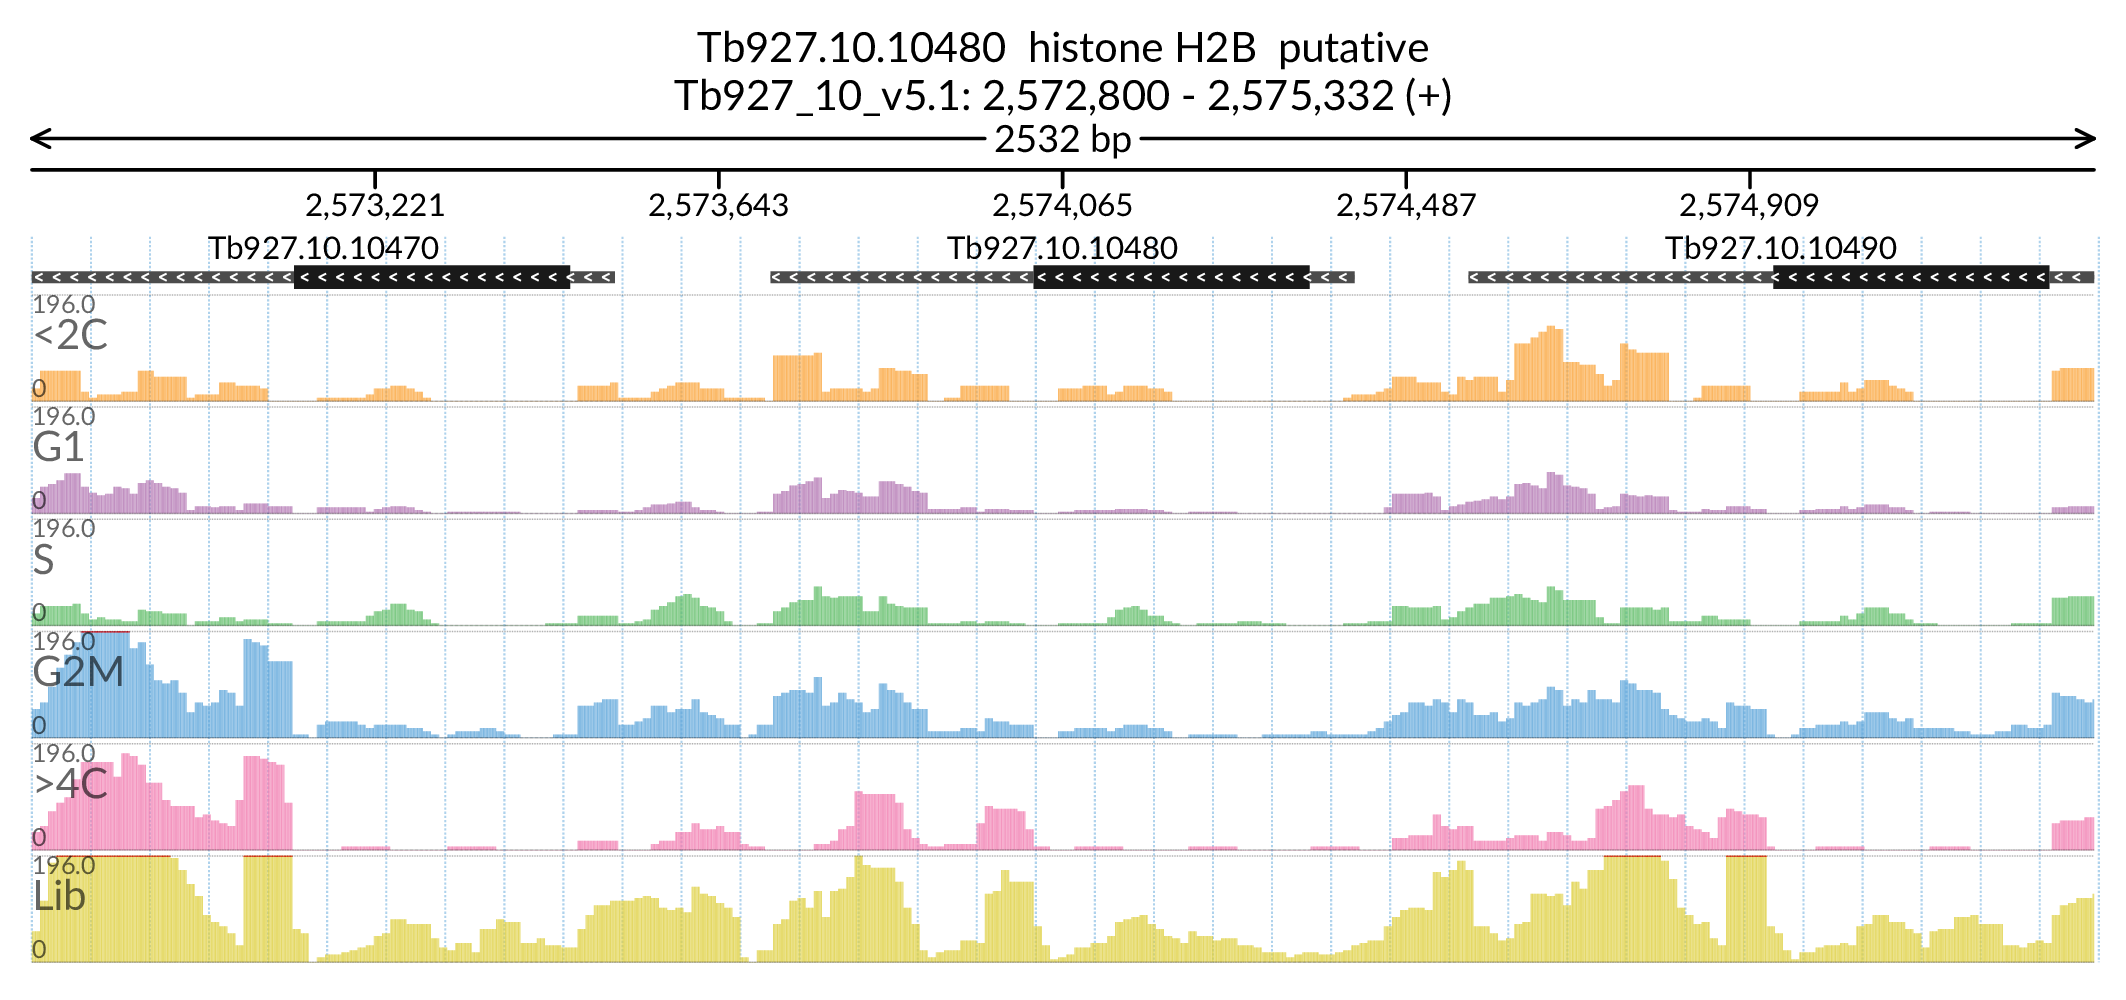 Tb927.10.10480 histone H2B putative
Tb927_10_v5.1: 2,572,800 - 2,575,332 (+)
2532 bp
2,573,221 2,573,643 2,574,065 2,574,487 2,574,909
Tb927.10.10470 Tb927.10.10480 Tb927.10.10490
196.0
<2C
0
196.0
G1
0
196.0
S
0
196.0
G2M
0
196.0
>4C
0
196.0
Lib
0